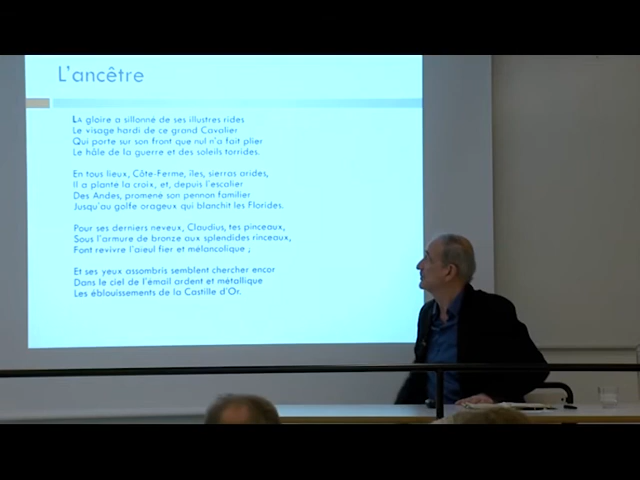 L'ancêtre
La gloire a sillonné de ses illustres rides
Le visage hardi de ce grand Cavalier
Qui porte sur son front que nul n'a fait plier
Le hâle de la guerre et des soleils torrides.
En tous lieux, Côte-Ferme, îles, sierras arides,
Il a planté la croix, et, depuis l'escalier
Des Andes, promené son pennon familier
Jusqu'au golfe orageux qui blanchit les Florides.
Pour ses derniers neveux, Claudius, tes pinceaux,
Sous l'armure de bronze aux splendides rinceaux,
Font revivre l'aïeul fier et mélancolique ;
Et ses yeux assombris semblent chercher encor
Dans le ciel de l'émail ardent et métallique
Les éblouissements de la Castille d'Or.